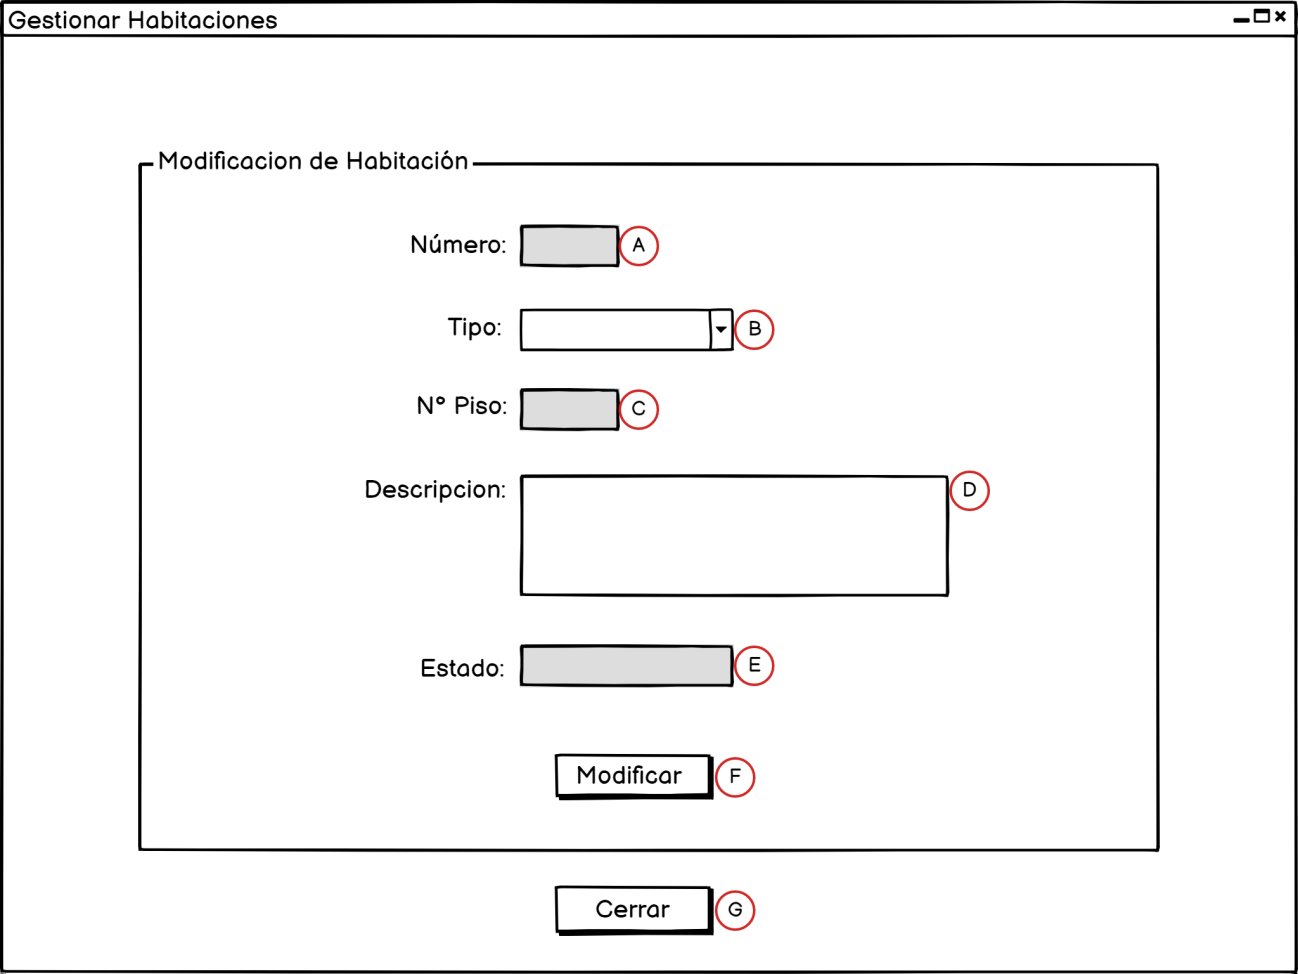 Gestionar Habitaciones
Modificacion de Habitación
Número: A
Tipo: B
N° Piso: C
Descripcion: D
Estado: E
Modificar F
Cerrar G